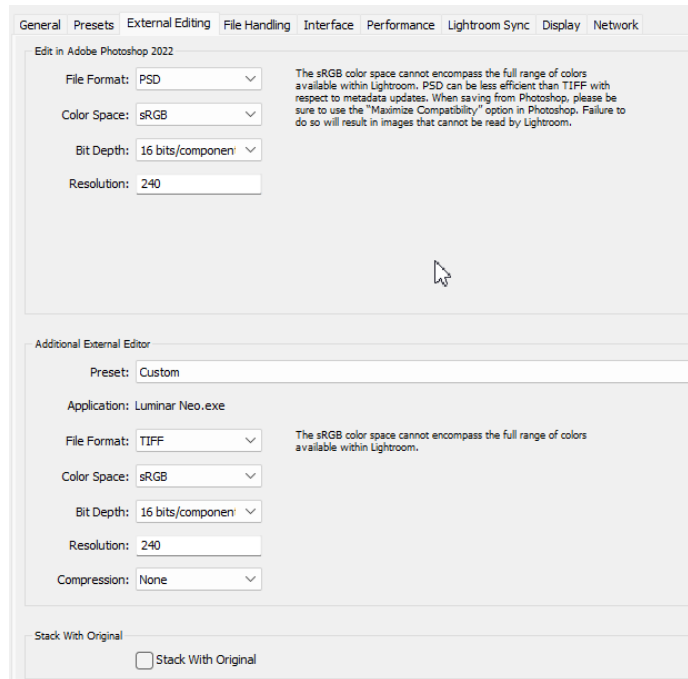 General Presets External Editing File Handling Interface Performance Lightroom Sync Display Network
Edit in Adobe Photoshop 2022
File Format: PSD
The sRGB color space cannot encompass the full range of colors
available within Lightroom. PSD can be less efficient than TIFF with
respect to metadata updates. When saving from Photoshop, please be
sure to use the “Maximize Compatibility” option in Photoshop. Failure to
do so will result in images that cannot be read by Lightroom.
Color Space: sRGB
Bit Depth: 16 bits/componen
Resolution: 240
Additional External Editor
Preset: Custom
Application: Luminar Neo.exe
File Format: TIFF
The sRGB color space cannot encompass the full range of colors
available within Lightroom.
Color Space: sRGB
Bit Depth: 16 bits/componen
Resolution: 240
Compression: None
Stack With Original
Stack With Original